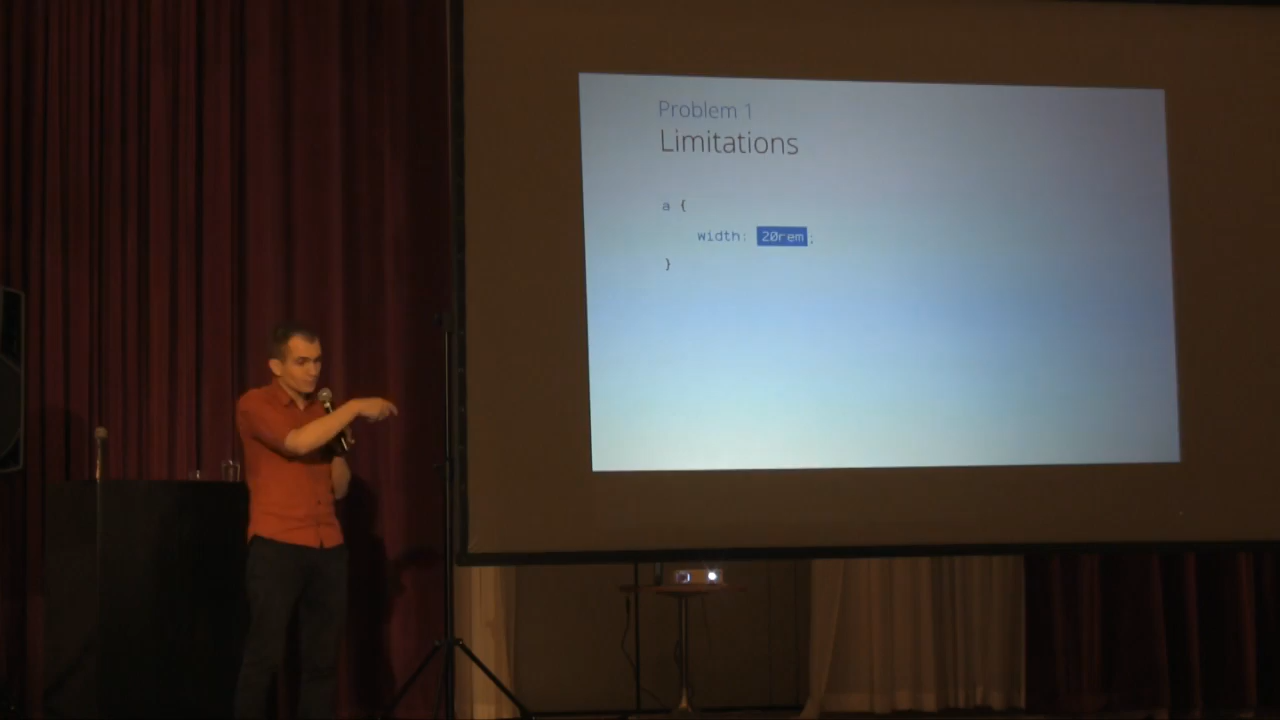 Problem 1
Limitations
a {
width: 20rem;
}